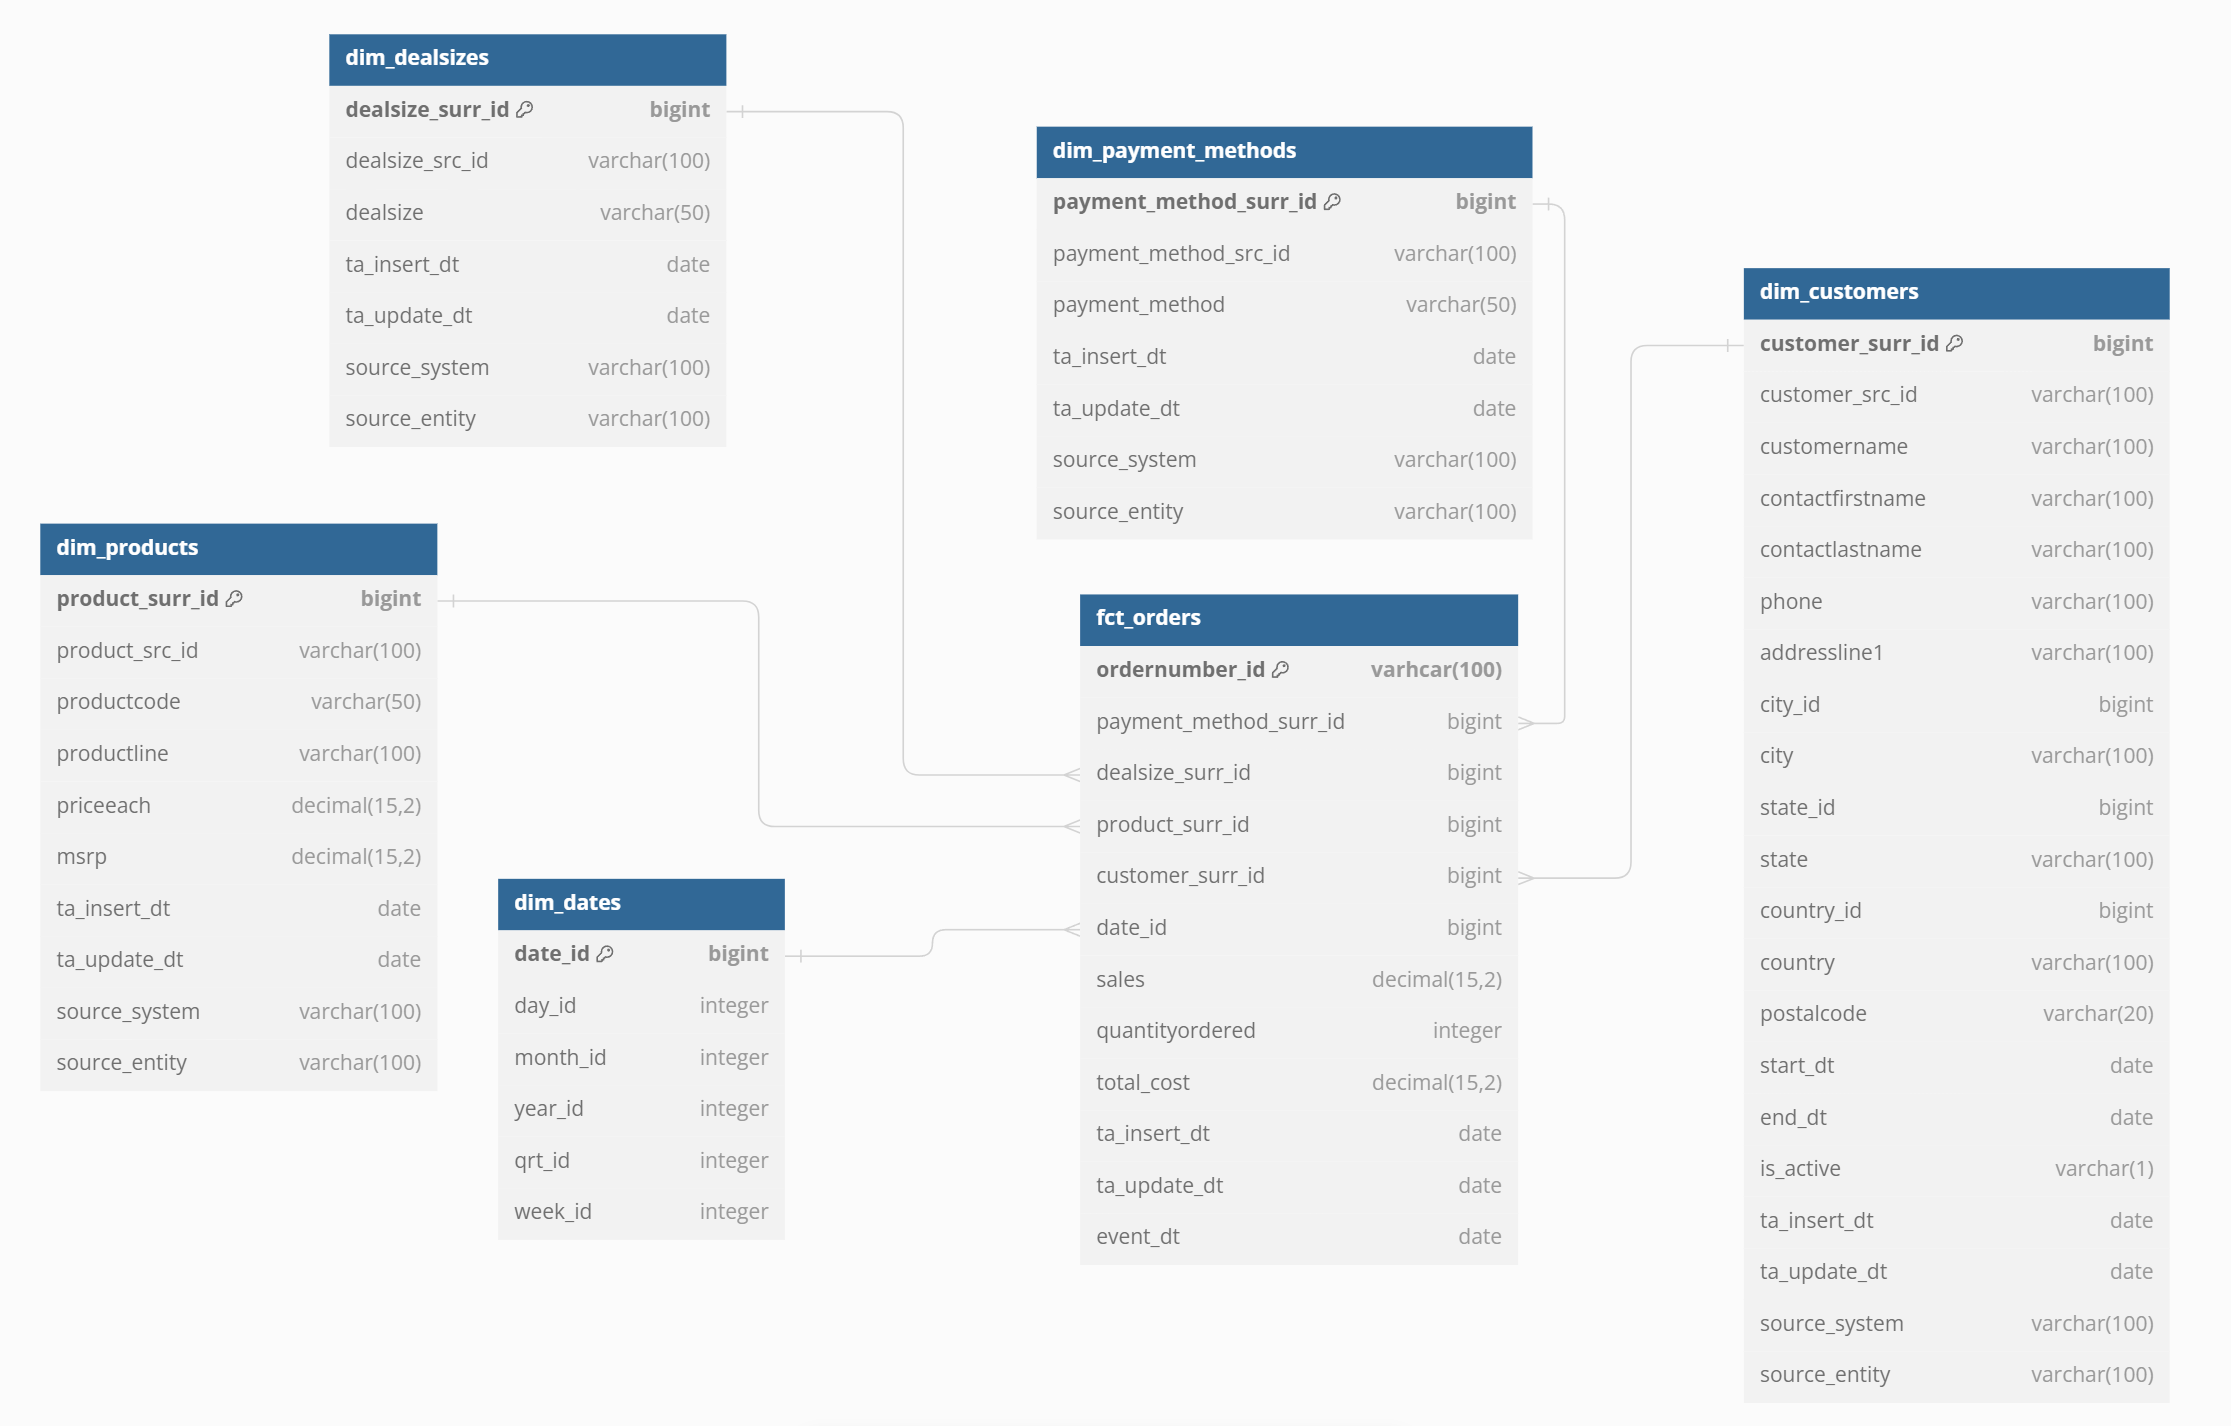 dim_dealsizes
dealsize_surr_id bigint
dealsize_src_id varchar(100)
dealsize varchar(50)
ta_insert_dt date
ta_update_dt date
source_system varchar(100)
source_entity varchar(100)
dim_payment_methods
payment_method_surr_id bigint
payment_method_src_id varchar(100)
payment_method varchar(50)
ta_insert_dt date
ta_update_dt date
source_system varchar(100)
source_entity varchar(100)
dim_customers
customer_surr_id bigint
customer_src_id varchar(100)
customername varchar(100)
contactfirstname varchar(100)
contactlastname varchar(100)
phone varchar(100)
addressline1 varchar(100)
city_id bigint
city varchar(100)
state_id bigint
state varchar(100)
country_id bigint
country varchar(100)
postalcode varchar(20)
start_dt date
end_dt date
is_active varchar(1)
ta_insert_dt date
ta_update_dt date
source_system varchar(100)
source_entity varchar(100)
dim_products
product_surr_id bigint
product_src_id varchar(100)
productcode varchar(50)
productline varchar(100)
priceeach decimal(15,2)
msrp decimal(15,2)
ta_insert_dt date
ta_update_dt date
source_system varchar(100)
source_entity varchar(100)
dim_dates
date_id bigint
day_id integer
month_id integer
year_id integer
qrt_id integer
week_id integer
fct_orders
ordernumber_id varhcar(100)
payment_method_surr_id bigint
dealsize_surr_id bigint
product_surr_id bigint
customer_surr_id bigint
date_id bigint
sales decimal(15,2)
quantityordered integer
total_cost decimal(15,2)
ta_insert_dt date
ta_update_dt date
event_dt date